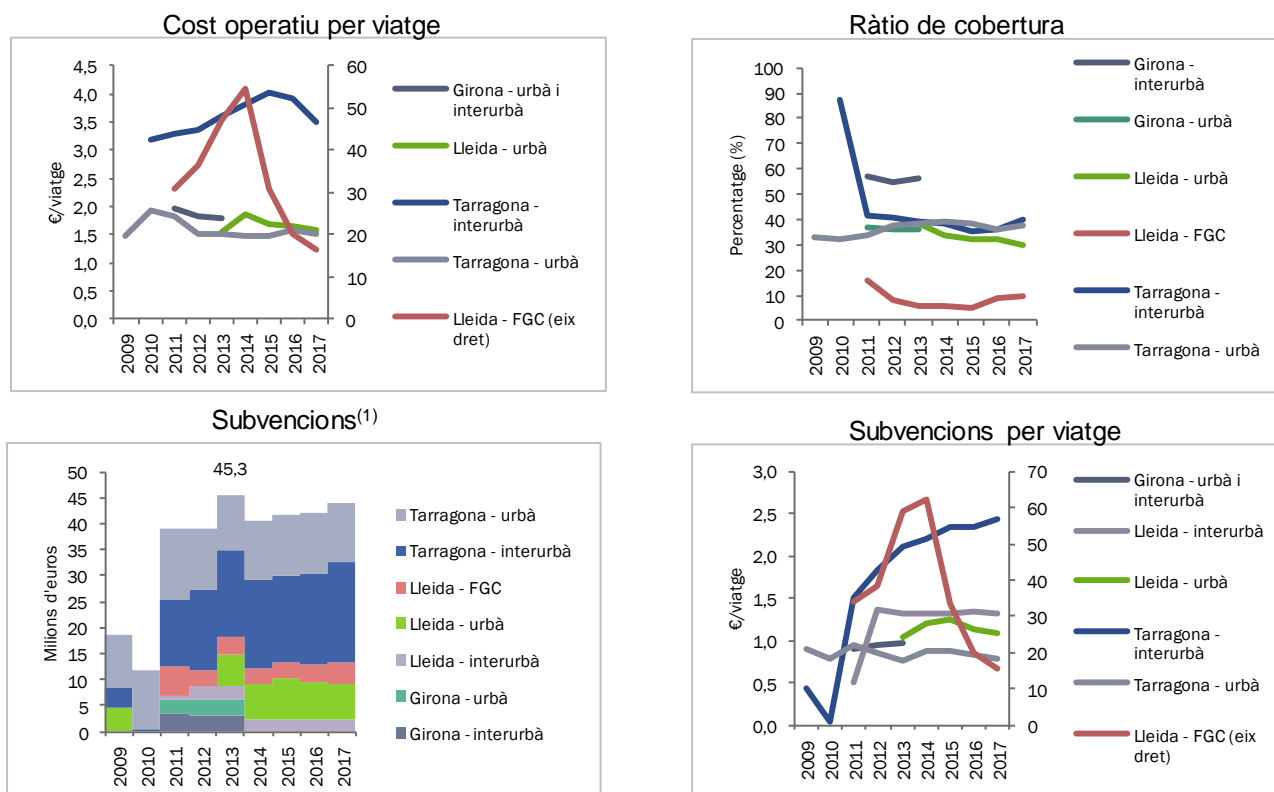 Cost operatiu per viatge
€/viatge
4,5
4,0
3,5
3,0
2,5
2,0
1,5
1,0
0,5
0,0
60
50
40
30
20
10
0
2009
2010
2011
2012
2013
2014
2015
2016
2017
Girona - urbà i
interurbà
Lleida - urbà
Tarragona -
interurbà
Tarragona - urbà
Lleida - FGC (eix
dret)
Ràtio de cobertura
Percentatge (%)
100
90
80
70
60
50
40
30
20
10
0
2009
2010
2011
2012
2013
2014
2015
2016
2017
Girona -
interurbà
Girona - urbà
Lleida - urbà
Lleida - FGC
Tarragona -
interurbà
Tarragona - urbà
Subvencions(1)
Milions d'euros
50
45
40
35
30
25
20
15
10
5
0
45,3
2009
2010
2011
2012
2013
2014
2015
2016
2017
Tarragona - urbà
Tarragona - interurbà
Lleida - FGC
Lleida - urbà
Lleida - interurbà
Girona - urbà
Girona - interurbà
Subvencions per viatge
€/viatge
3,0
2,5
2,0
1,5
1,0
0,5
0,0
70
60
50
40
30
20
10
0
2009
2010
2011
2012
2013
2014
2015
2016
2017
Girona - urbà i
interurbà
Lleida - interurbà
Lleida - urbà
Tarragona -
interurbà
Tarragona - urbà
Lleida - FGC (eix
dret)